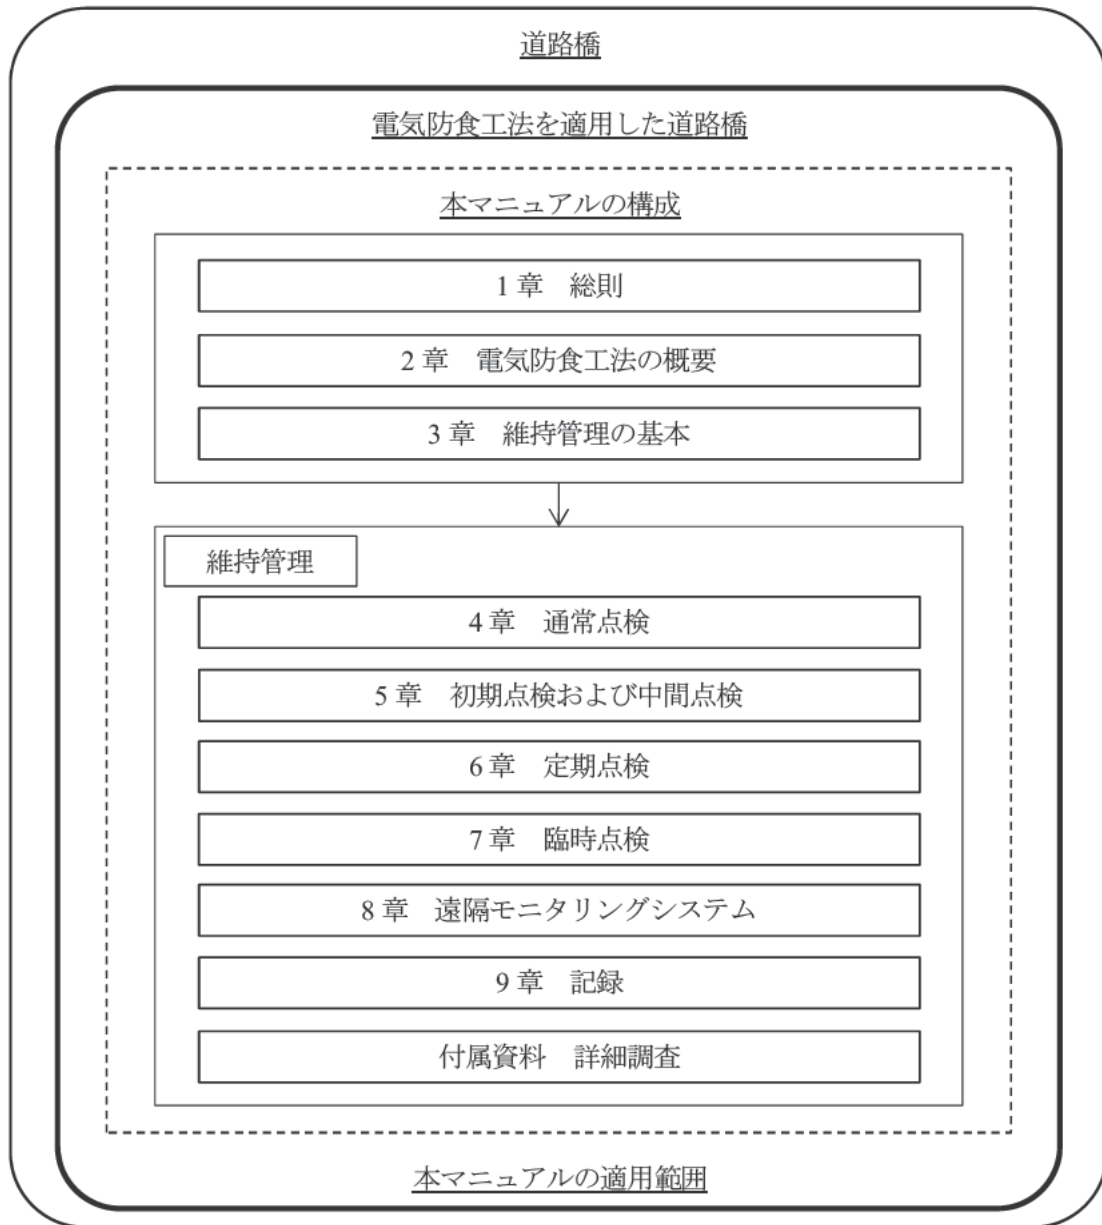 道路橋
電気防食工法を適用した道路橋
本マニュアルの構成
1 章　総則
2 章　電気防食工法の概要
3 章　維持管理の基本
維持管理
4 章　通常点検
5 章　初期点検および中間点検
6 章　定期点検
7 章　臨時点検
8 章　遠隔モニタリングシステム
9 章　記録
付属資料　詳細調査
本マニュアルの適用範囲